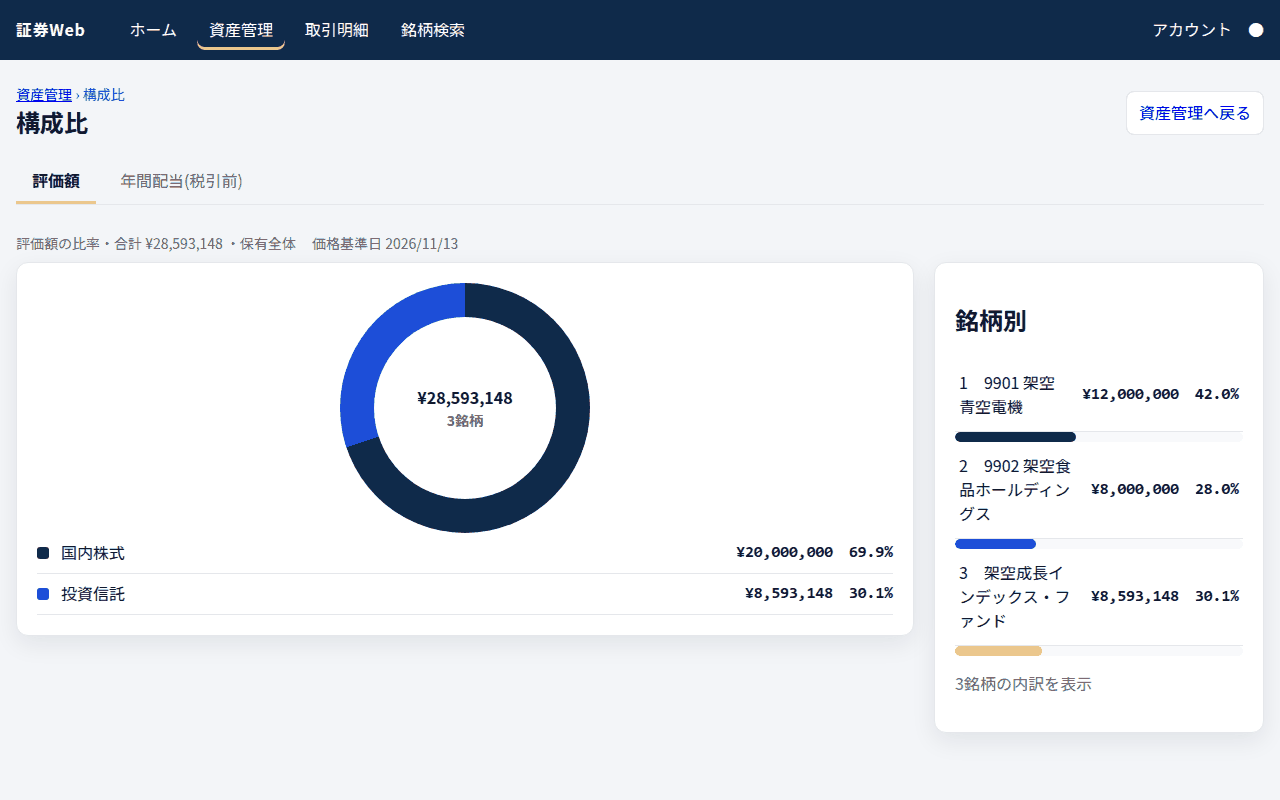 証券Web ホーム 資産管理 取引明細 銘柄検索 アカウント
資産管理 › 構成比
構成比
資産管理へ戻る
評価額 年間配当(税引前)
評価額の比率・合計 ¥28,593,148 ・保有全体 価格基準日 2026/11/13
¥28,593,148
3銘柄
国内株式 ¥20,000,000 69.9%
投資信託 ¥8,593,148 30.1%
銘柄別
1 9901 架空
青空電機
¥12,000,000 42.0%
2 9902 架空食
品ホールディン
グス
¥8,000,000 28.0%
3 架空成長イ
ンデックス・フ
ァンド
¥8,593,148 30.1%
3銘柄の内訳を表示